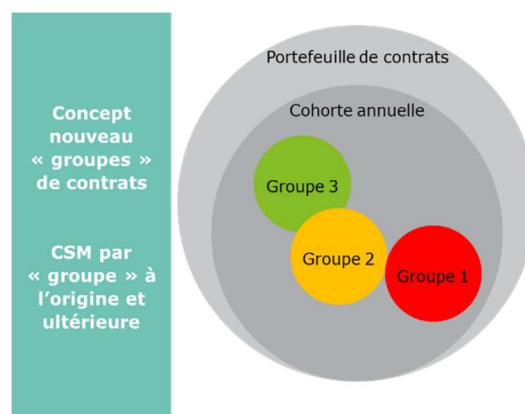 Concept
nouveau
« groupes »
de contrats
CSM par
« groupe » à
l'origine et
ultérieure
Portefeuille de contrats
Cohorte annuelle
Groupe 3
Groupe 2
Groupe 1